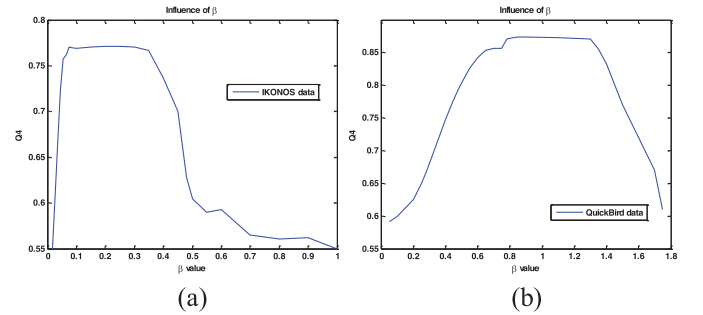 Influence of β
0.8
0.75
0.7
0.65
0.6
0.55
Q4
IKONOS data
0 0.1 0.2 0.3 0.4 0.5 0.6 0.7 0.8 0.9 1
β value
(a)
Influence of β
0.85
0.8
0.75
0.7
0.65
0.6
0.55
Q4
QuickBird data
0 0.2 0.4 0.6 0.8 1 1.2 1.4 1.6 1.8
β value
(b)